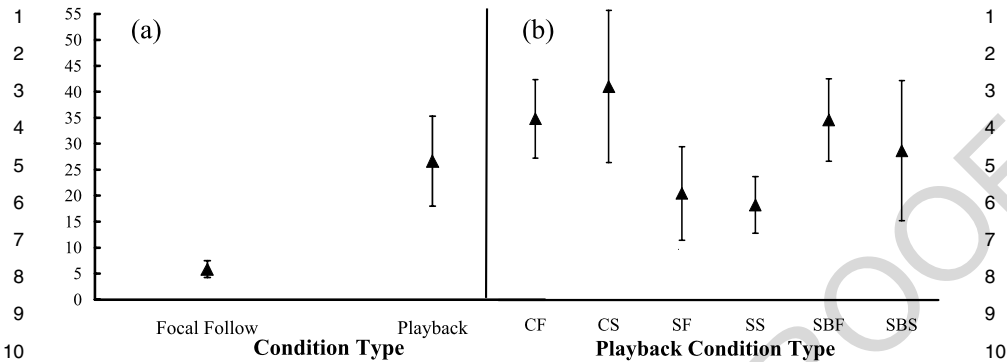 1 55 (a) (b) 1
50
2 2
45
3 40 3
35
4 4
30
5 25 5
20
6 6
15
7 10 7
8 5 8
0
9 9
Focal Follow Playback CF CS SF SS SBF SBS
10 Condition Type Playback Condition Type 10
PROOF